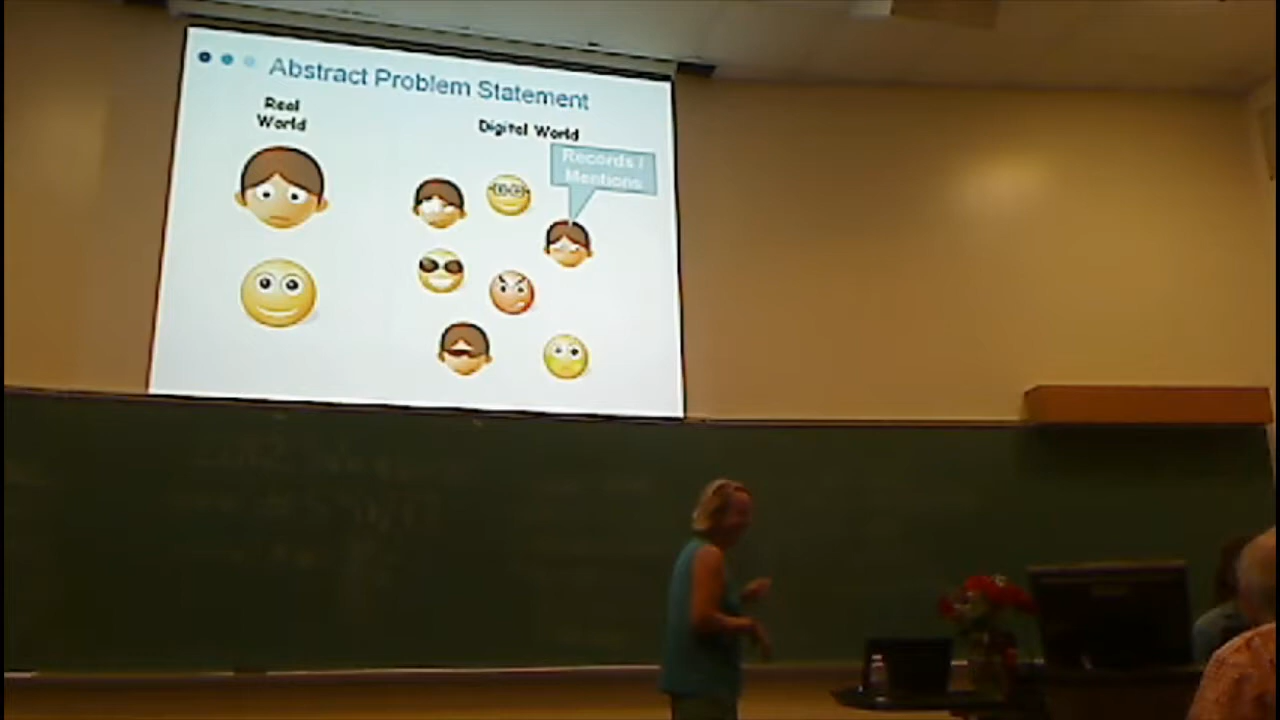 Abstract Problem Statement
Real
World
Digital World
Records /
Mentions